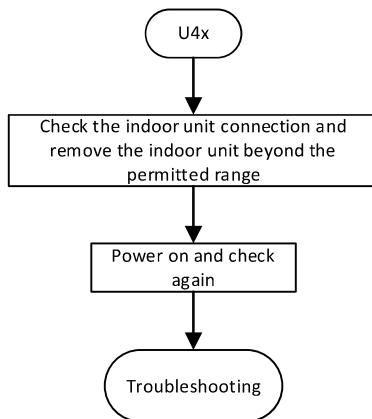 U4x
Check the indoor unit connection and
remove the indoor unit beyond the
permitted range
Power on and check
again
Troubleshooting